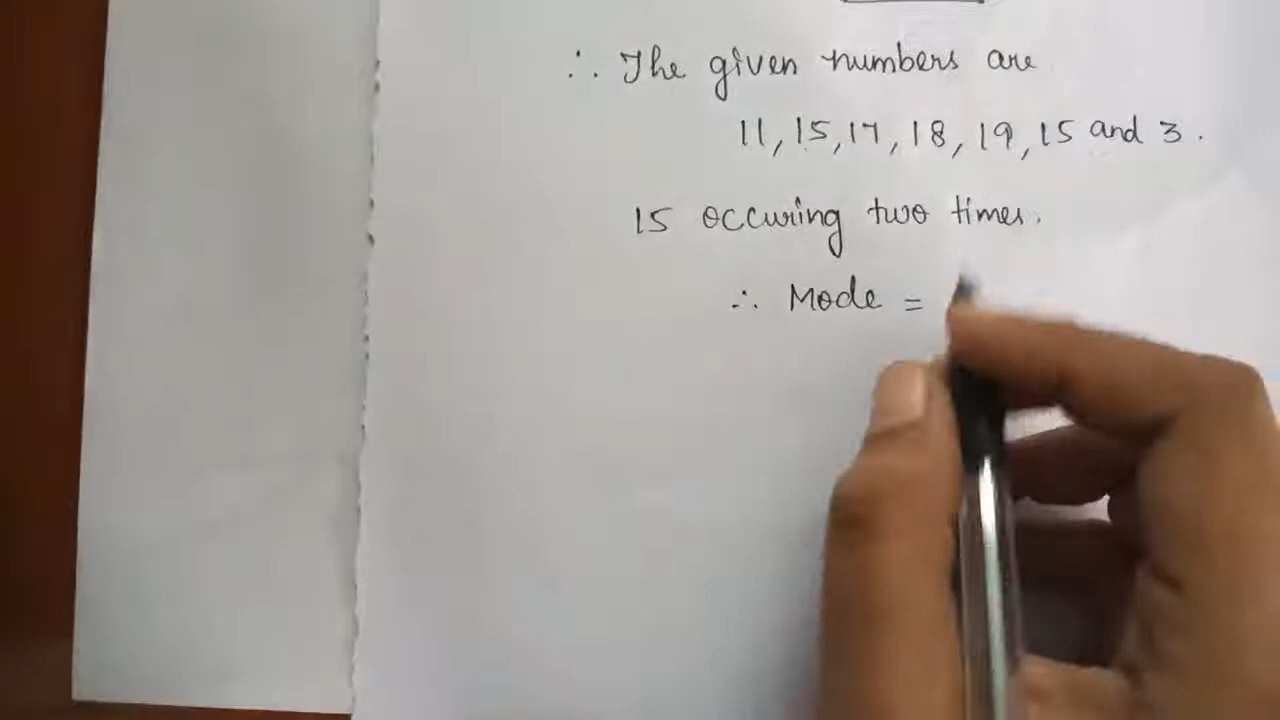 ∴ The given numbers are
11, 15, 17, 18, 19, 15 and 3.
15 occuring two times.
∴ Mode =